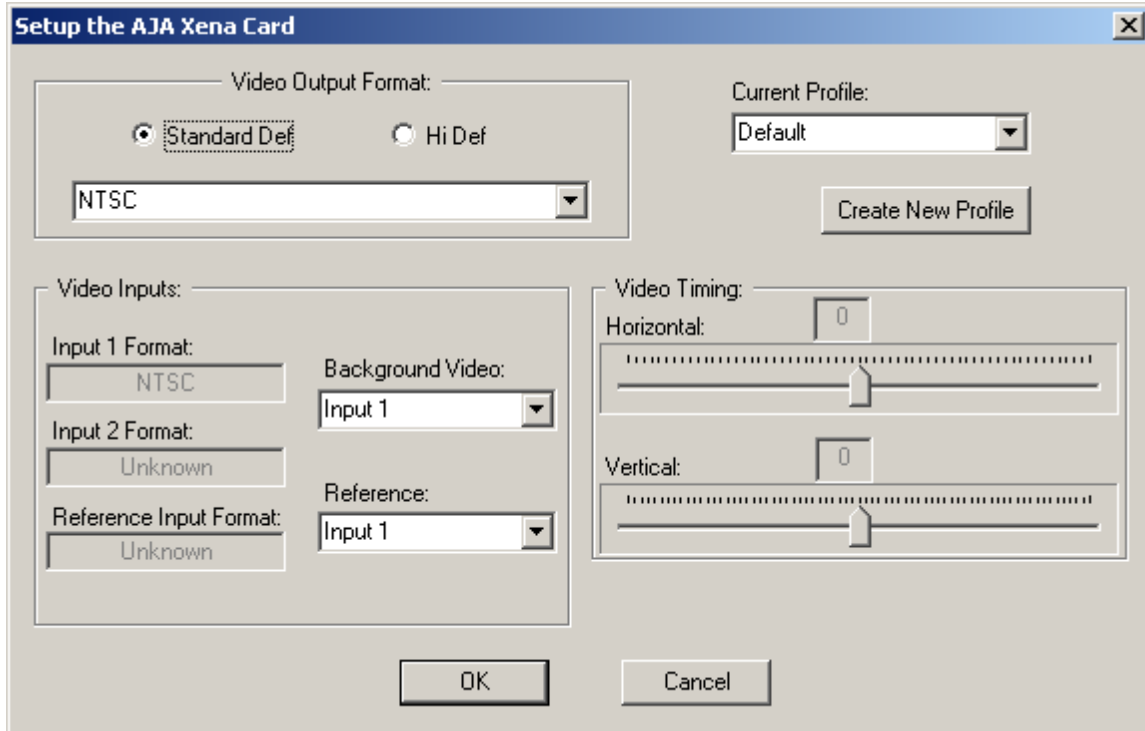 Setup the AJA Xena Card
Video Output Format:
Standard Def
Hi Def
NTSC
Current Profile:
Default
Create New Profile
Video Inputs:
Input 1 Format:
NTSC
Input 2 Format:
Unknown
Reference Input Format:
Unknown
Background Video:
Input 1
Reference:
Input 1
Video Timing:
Horizontal:
0
Vertical:
0
OK
Cancel